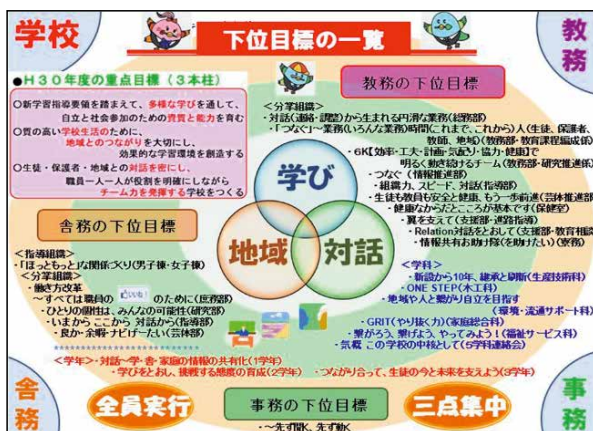 学校
下位目標の一覧
教務
●H30年度の重点目標（3本柱）
○新学習指導要領を踏まえて、多様な学びを通して、
自立と社会参加のための資質と能力を育む
○質の高い学校生活のために、
地域とのつながりを大切にし、
効果的な学習環境を創造する
○生徒・保護者・地域との対話を密にし、
職員一人一人が役割を明確にしながら
チーム力を発揮する学校をつくる
教務の下位目標
＜分掌組織＞
・対話（連絡・調整）から生まれる円滑な業務（総務部）
・「つなぐ」～業務（いろんな業務）時間（これまで、これから）人（生徒、保護者、
教師、地域）（教務部・教育課程編成係）
・6K【効率・工夫・計画・気配り・協力・健康】で
明るく動き続けるチーム（教務部・研究推進係）
・つなぐ（情報推進部）
・組織力、スピード、対話（指導部）
・生徒も教員も安全と健康、もう一歩前進（芸体推進部）
・健康なからだとこころが基本です（保健室）
・翼を支えて（支援部・進路指導）
・Relation対話をとおして（支援部・教育相談）
・情報共有お助け隊（を助けたい）（寮務）
学び
地域
対話
舎務の下位目標
＜指導組織＞
・「ほっともっと」な関係づくり（男子棟・女子棟）
＜分掌組織＞
・働き方改革
～すべては職員の いいね！ のために（庶務部）
・ひとりの個性は、みんなの可能性（研究部）
・いまから ここから 対話から（指導部）
・良か・余暇・ナビゲーたい（芸体部）
＜学科＞
・新設から10年、継承と刷新（生産技術科）
・ONE STEP（木工科）
・地域や人と繋がり自立を目指す
（環境・流通サポート科）
・GRIT（やり抜く力）（家庭総合科）
・か 繋がろう、繋げよう、やってみよう！（福祉サービス科）
・気概 この学校の中核として（5学科連絡会）
＜学年＞・対話～学・舎・家庭の情報の共有化（1学年）
・学びをとおし、挑戦する態度の育成（2学年） ・つながり合って、生徒の今と未来を支えよう（3学年）
舎務
全員実行
事務の下位目標
三点集中
事務
・～先ず聞く、先ず動く